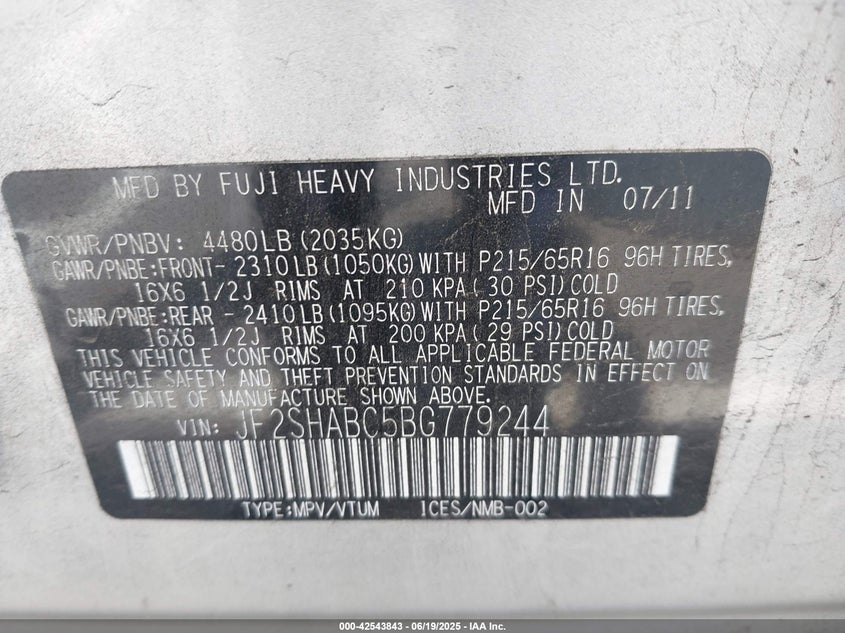 MFD BY FUJI HEAVY INDUSTRIES LTD.
MFD IN 07/11
GVWR/PNBV: 4480LB(2035KG)
GAWR/PNBE:FRONT- 2310LB(1050KG)WITH P215/65R16 96H TIRES,
16X6 1/2J RIMS AT 210 KPA( 30 PSI)COLD
GAWR/PNBE:REAR - 2410LB(1095KG)WITH P215/65R16 96H TIRES,
16X6 1/2J RIMS AT 200 KPA(29 PSI)COLD
THIS VEHICLE CONFORMS TO ALL APPLICABLE FEDERAL MOTOR
VEHICLE SAFETY AND THEFT PREVENTION STANDARDS IN EFFECT ON
THE DATE OF MANUFACTURE SHOWN ABOVE.
VIN: JF2SHABC5BG779244
TYPE:MPV/VTUM ICES/NMB-002
000-42543843 - 06/19/2025 - IAA Inc.